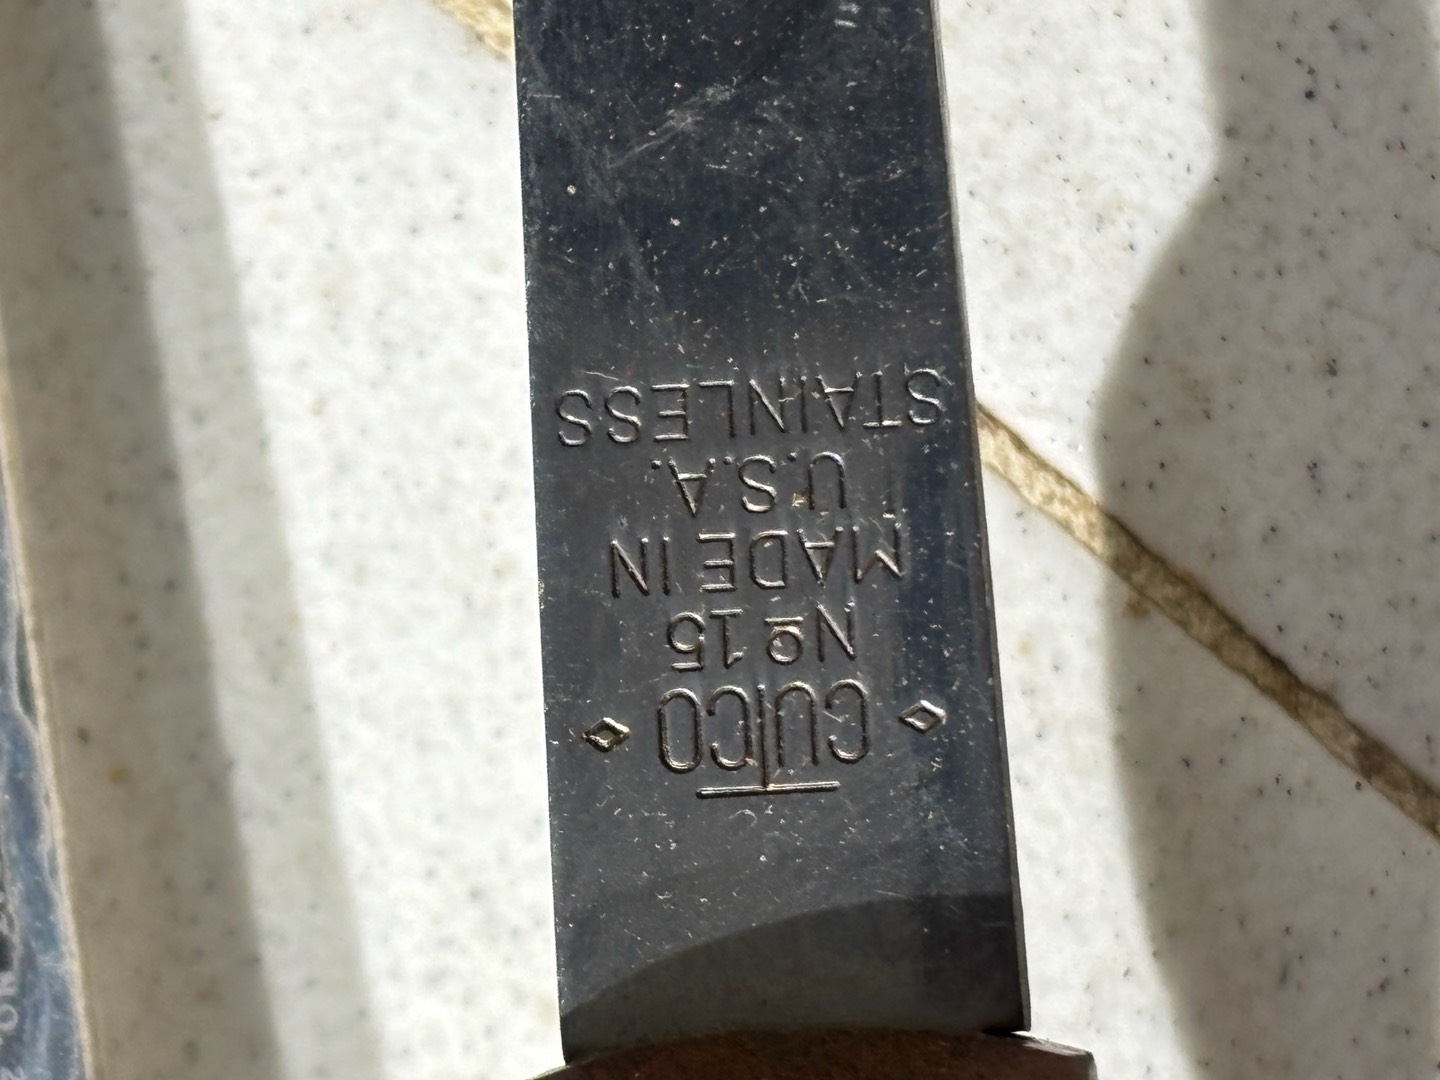 CUTCO
Nº 15
MADE IN
U.S.A.
STAINLESS